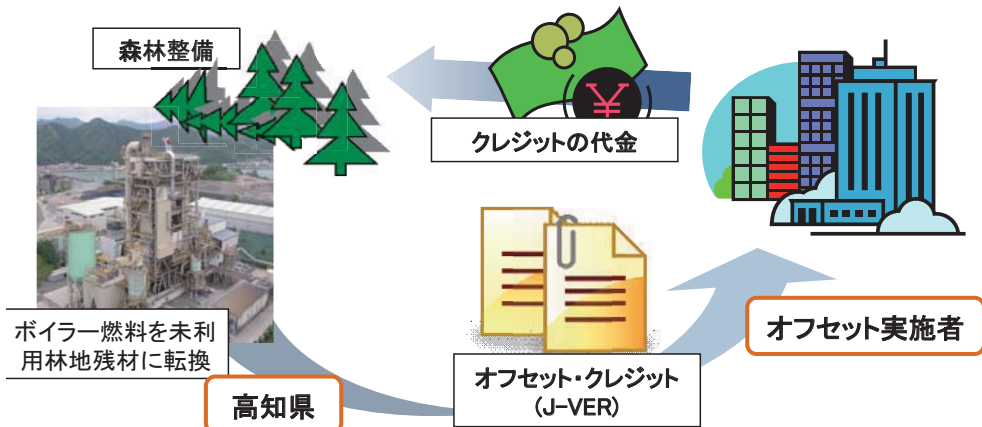 森林整備
¥
クレジットの代金
ボイラー燃料を未利
用林地残材に転換
高知県
オフセット・クレジット
(J-VER)
オフセット実施者